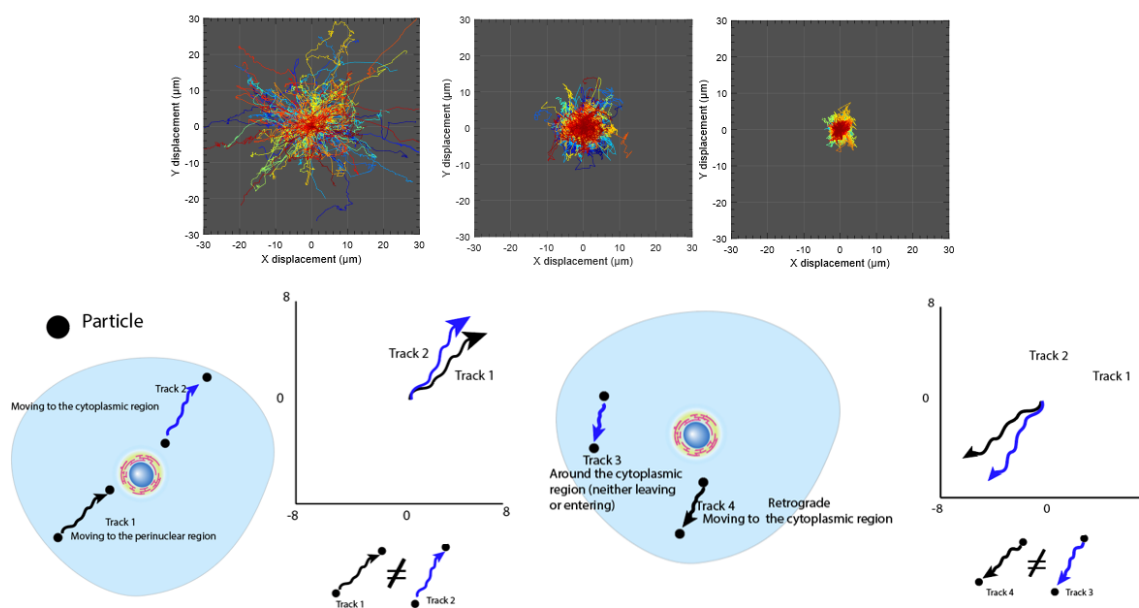 30
20
10
0
-10
-20
-30
-30
-20
-10
0
10
20
30
Y displacement (µm)
X displacement (µm)
30
20
10
0
-10
-20
-30
-30
-20
-10
0
10
20
30
Y displacement (µm)
X displacement (µm)
30
20
10
0
-10
-20
-30
-30
-20
-10
0
10
20
30
Y displacement (µm)
X displacement (µm)
Particle
Track 2
Moving to the cytoplasmic region
Track 1
Moving to the perinuclear region
8
0
-8
0
8
Track 2
Track 1
≠
Track 1
Track 2
Track 3
Around the cytoplasmic
region (neither leaving
or entering)
Track 4
Retrograde
Moving to the cytoplasmic region
8
0
-8
0
Track 2
Track 1
≠
Track 4
Track 3